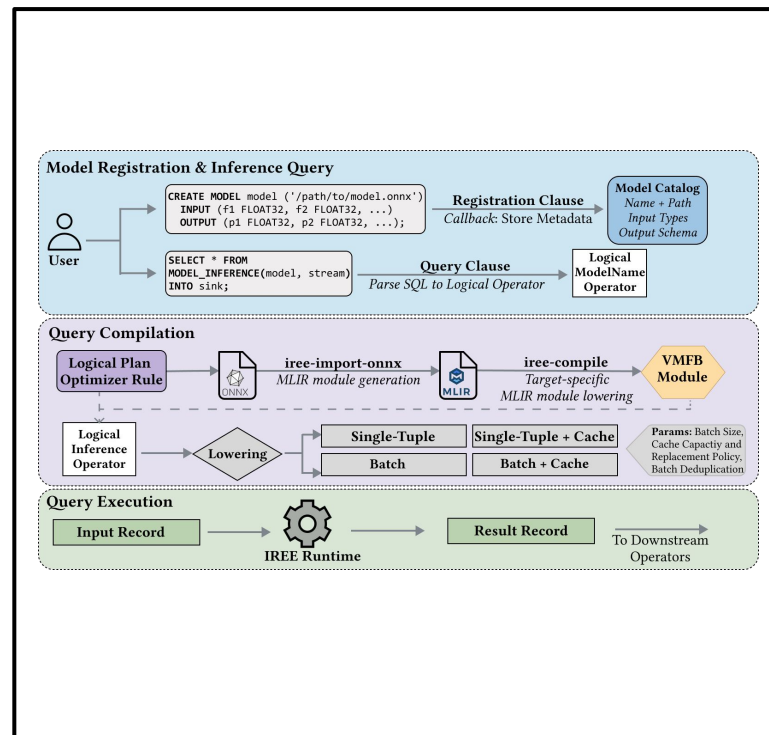 Model Registration & Inference Query
User
CREATE MODEL model ('/path/to/model.onnx')
INPUT (f1 FLOAT32, f2 FLOAT32, ...)
OUTPUT (p1 FLOAT32, p2 FLOAT32, ...);
Registration Clause
Callback: Store Metadata
Model Catalog
Name + Path
Input Types
Output Schema
SELECT * FROM
MODEL_INFERENCE(model, stream)
INTO sink;
Query Clause
Parse SQL to Logical Operator
Logical
ModelName
Operator
Query Compilation
Logical Plan
Optimizer Rule
ONNX
iree-import-onnx
MLIR module generation
MLIR
iree-compile
Target-specific
MLIR module lowering
VMFB
Module
Logical
Inference
Operator
Lowering
Single-Tuple
Single-Tuple + Cache
Batch
Batch + Cache
Params: Batch Size,
Cache Capactiy and
Replacement Policy,
Batch Deduplication
Query Execution
Input Record
IREE Runtime
Result Record
To Downstream
Operators